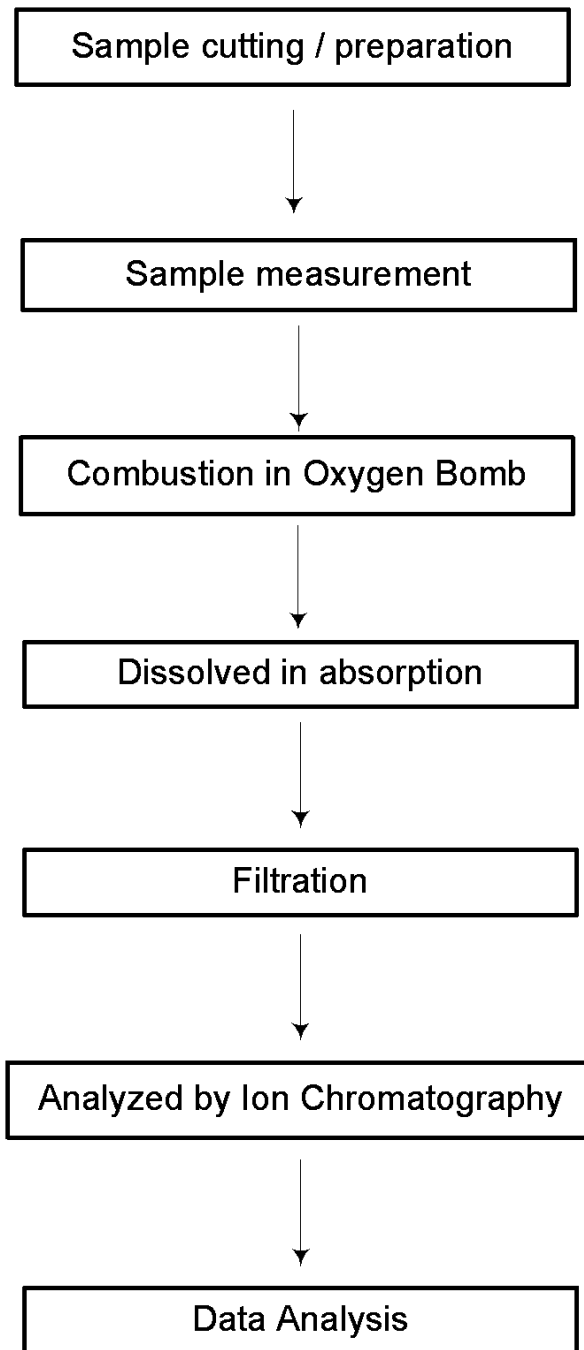 Sample cutting / preparation
Sample measurement
Combustion in Oxygen Bomb
Dissolved in absorption
Filtration
Analyzed by Ion Chromatography
Data Analysis